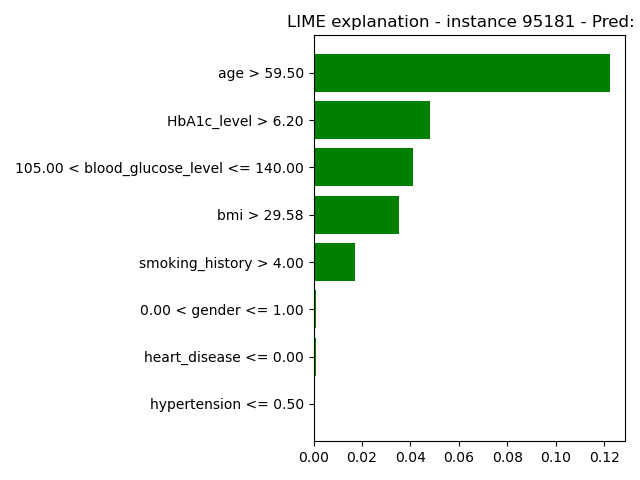 LIME explanation - instance 95181 - Pred:
age > 59.50
HbA1c_level > 6.20
105.00 < blood_glucose_level <= 140.00
bmi > 29.58
smoking_history > 4.00
0.00 < gender <= 1.00
heart_disease <= 0.00
hypertension <= 0.50
0.00 0.02 0.04 0.06 0.08 0.10 0.12